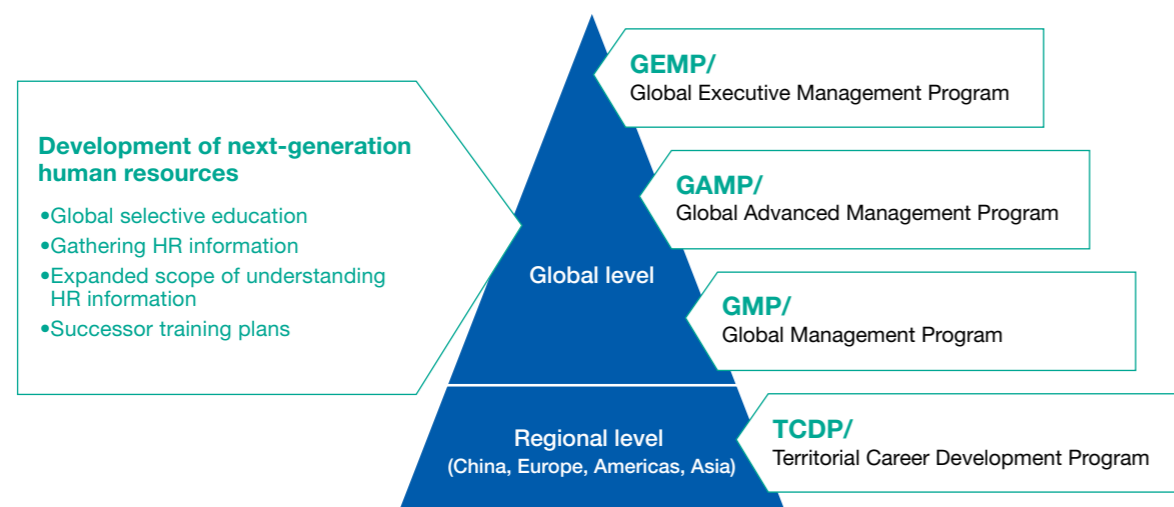 Development of next-generation
human resources
•Global selective education
•Gathering HR information
•Expanded scope of understanding
HR information
•Successor training plans
Global level
Regional level
(China, Europe, Americas, Asia)
GEMP/
Global Executive Management Program
GAMP/
Global Advanced Management Program
GMP/
Global Management Program
TCDP/
Territorial Career Development Program